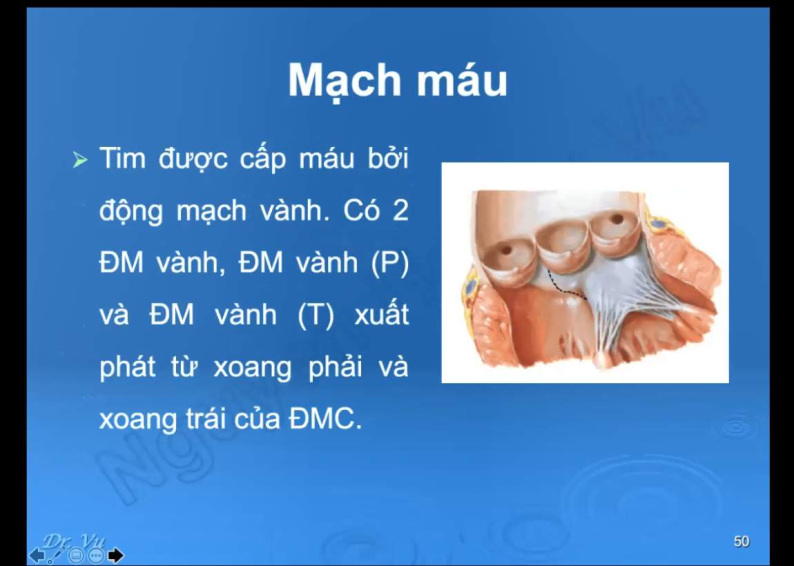 Mạch máu
➢ Tim được cấp máu bởi
động mạch vành. Có 2
ĐM vành, ĐM vành (P)
và ĐM vành (T) xuất
phát từ xoang phải và
xoang trái của ĐMC.
Dr. Vu
50